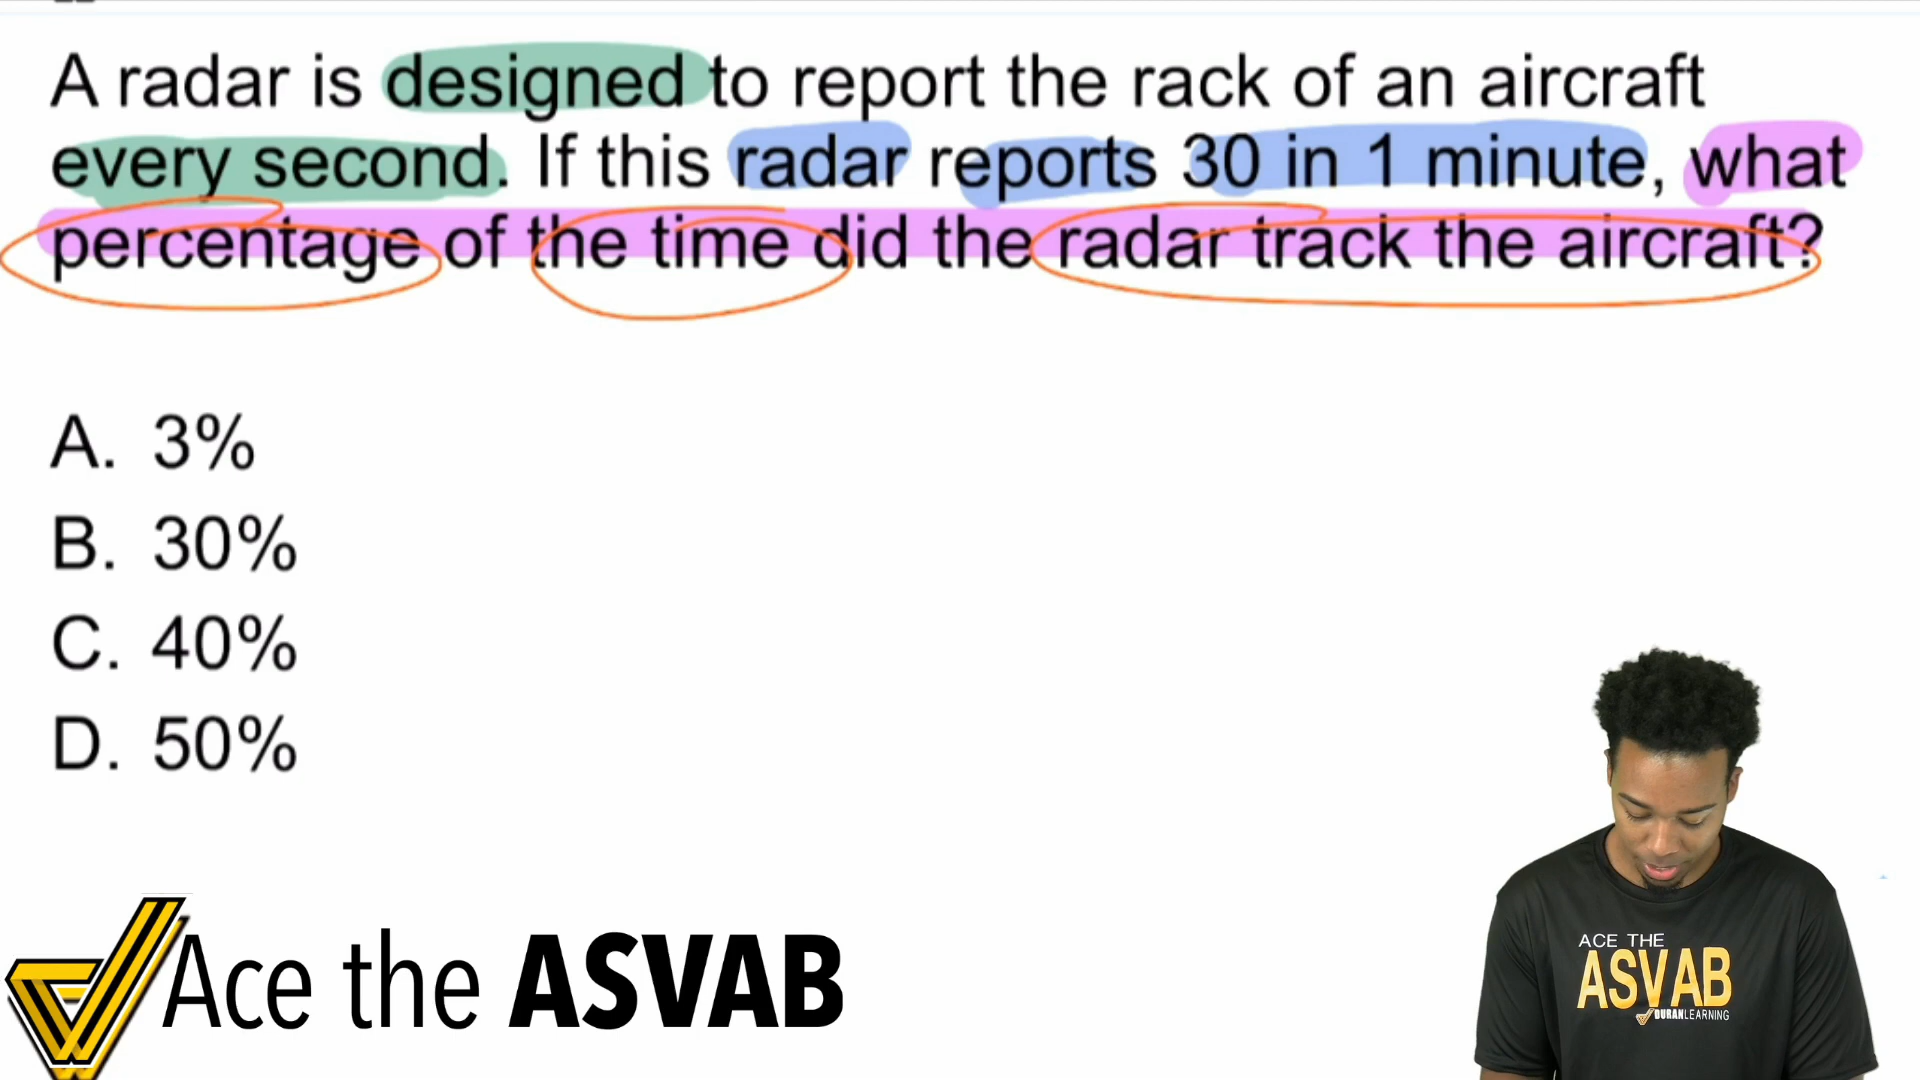 A radar is designed to report the rack of an aircraft
every second. If this radar reports 30 in 1 minute, what
percentage of the time did the radar track the aircraft?
A. 3%
B. 30%
C. 40%
D. 50%
Ace the ASVAB
ACE THE
ASVAB
DURANLEARNING